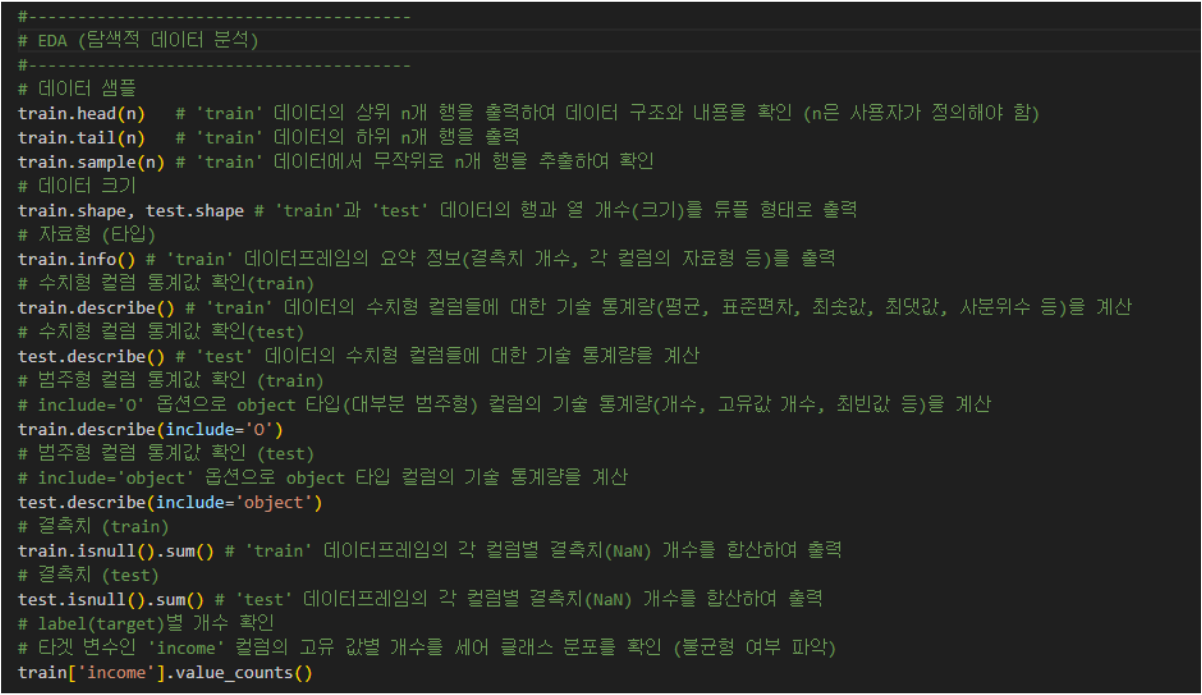 #---------------------------------------
# EDA (탐색적 데이터 분석)
#---------------------------------------
# 데이터 샘플
train.head(n)   # 'train' 데이터의 상위 n개 행을 출력하여 데이터 구조와 내용을 확인 (n은 사용자가 정의해야 함)
train.tail(n)   # 'train' 데이터의 하위 n개 행을 출력
train.sample(n) # 'train' 데이터에서 무작위로 n개 행을 추출하여 확인
# 데이터 크기
train.shape, test.shape # 'train'과 'test' 데이터의 행과 열 개수(크기)를 튜플 형태로 출력
# 자료형 (타입)
train.info() # 'train' 데이터프레임의 요약 정보(결측치 개수, 각 컬럼의 자료형 등)를 출력
# 수치형 컬럼 통계값 확인(train)
train.describe() # 'train' 데이터의 수치형 컬럼들에 대한 기술 통계량(평균, 표준편차, 최솟값, 최댓값, 사분위수 등)을 계산
# 수치형 컬럼 통계값 확인(test)
test.describe() # 'test' 데이터의 수치형 컬럼들에 대한 기술 통계량을 계산
# 범주형 컬럼 통계값 확인 (train)
# include='O' 옵션으로 object 타입(대부분 범주형) 컬럼의 기술 통계량(개수, 고유값 개수, 최빈값 등)을 계산
train.describe(include='O')
# 범주형 컬럼 통계값 확인 (test)
# include='object' 옵션으로 object 타입 컬럼의 기술 통계량을 계산
test.describe(include='object')
# 결측치 (train)
train.isnull().sum() # 'train' 데이터프레임의 각 컬럼별 결측치(NaN) 개수를 합산하여 출력
# 결측치 (test)
test.isnull().sum() # 'test' 데이터프레임의 각 컬럼별 결측치(NaN) 개수를 합산하여 출력
# label(target)별 개수 확인
# 타겟 변수인 'income' 컬럼의 고유 값별 개수를 세어 클래스 분포를 확인 (불균형 여부 파악)
train['income'].value_counts()